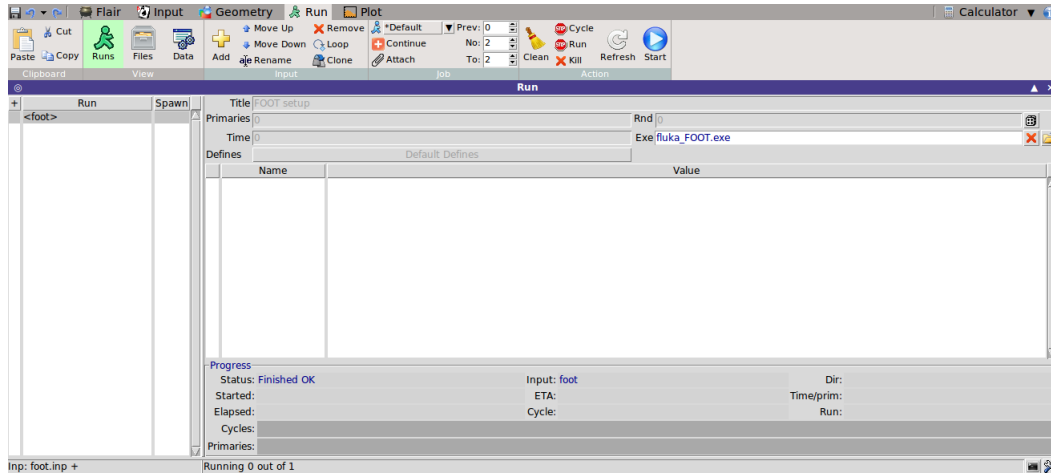 Flair Input Geometry Run Plot Calculator
Cut Move Up Remove *Default Prev: 0 Cycle
Copy Move Down Loop Continue No: 2 Run
Paste Runs Files Data Add Rename Clone Attach To: 2 Clean Kill Refresh Start
Clipboard View Input Job Action
Run
+ Run Spawn Title FOOT setup
<foot> Primaries 0 Rnd 0
Time 0 Exe fluka_FOOT.exe
Defines Default Defines
Name Value
Progress
Status: Finished OK Input: foot Dir:
Started: ETA: Time/prim:
Elapsed: Cycle: Run:
Cycles:
Primaries:
Inp: foot.inp + Running 0 out of 1